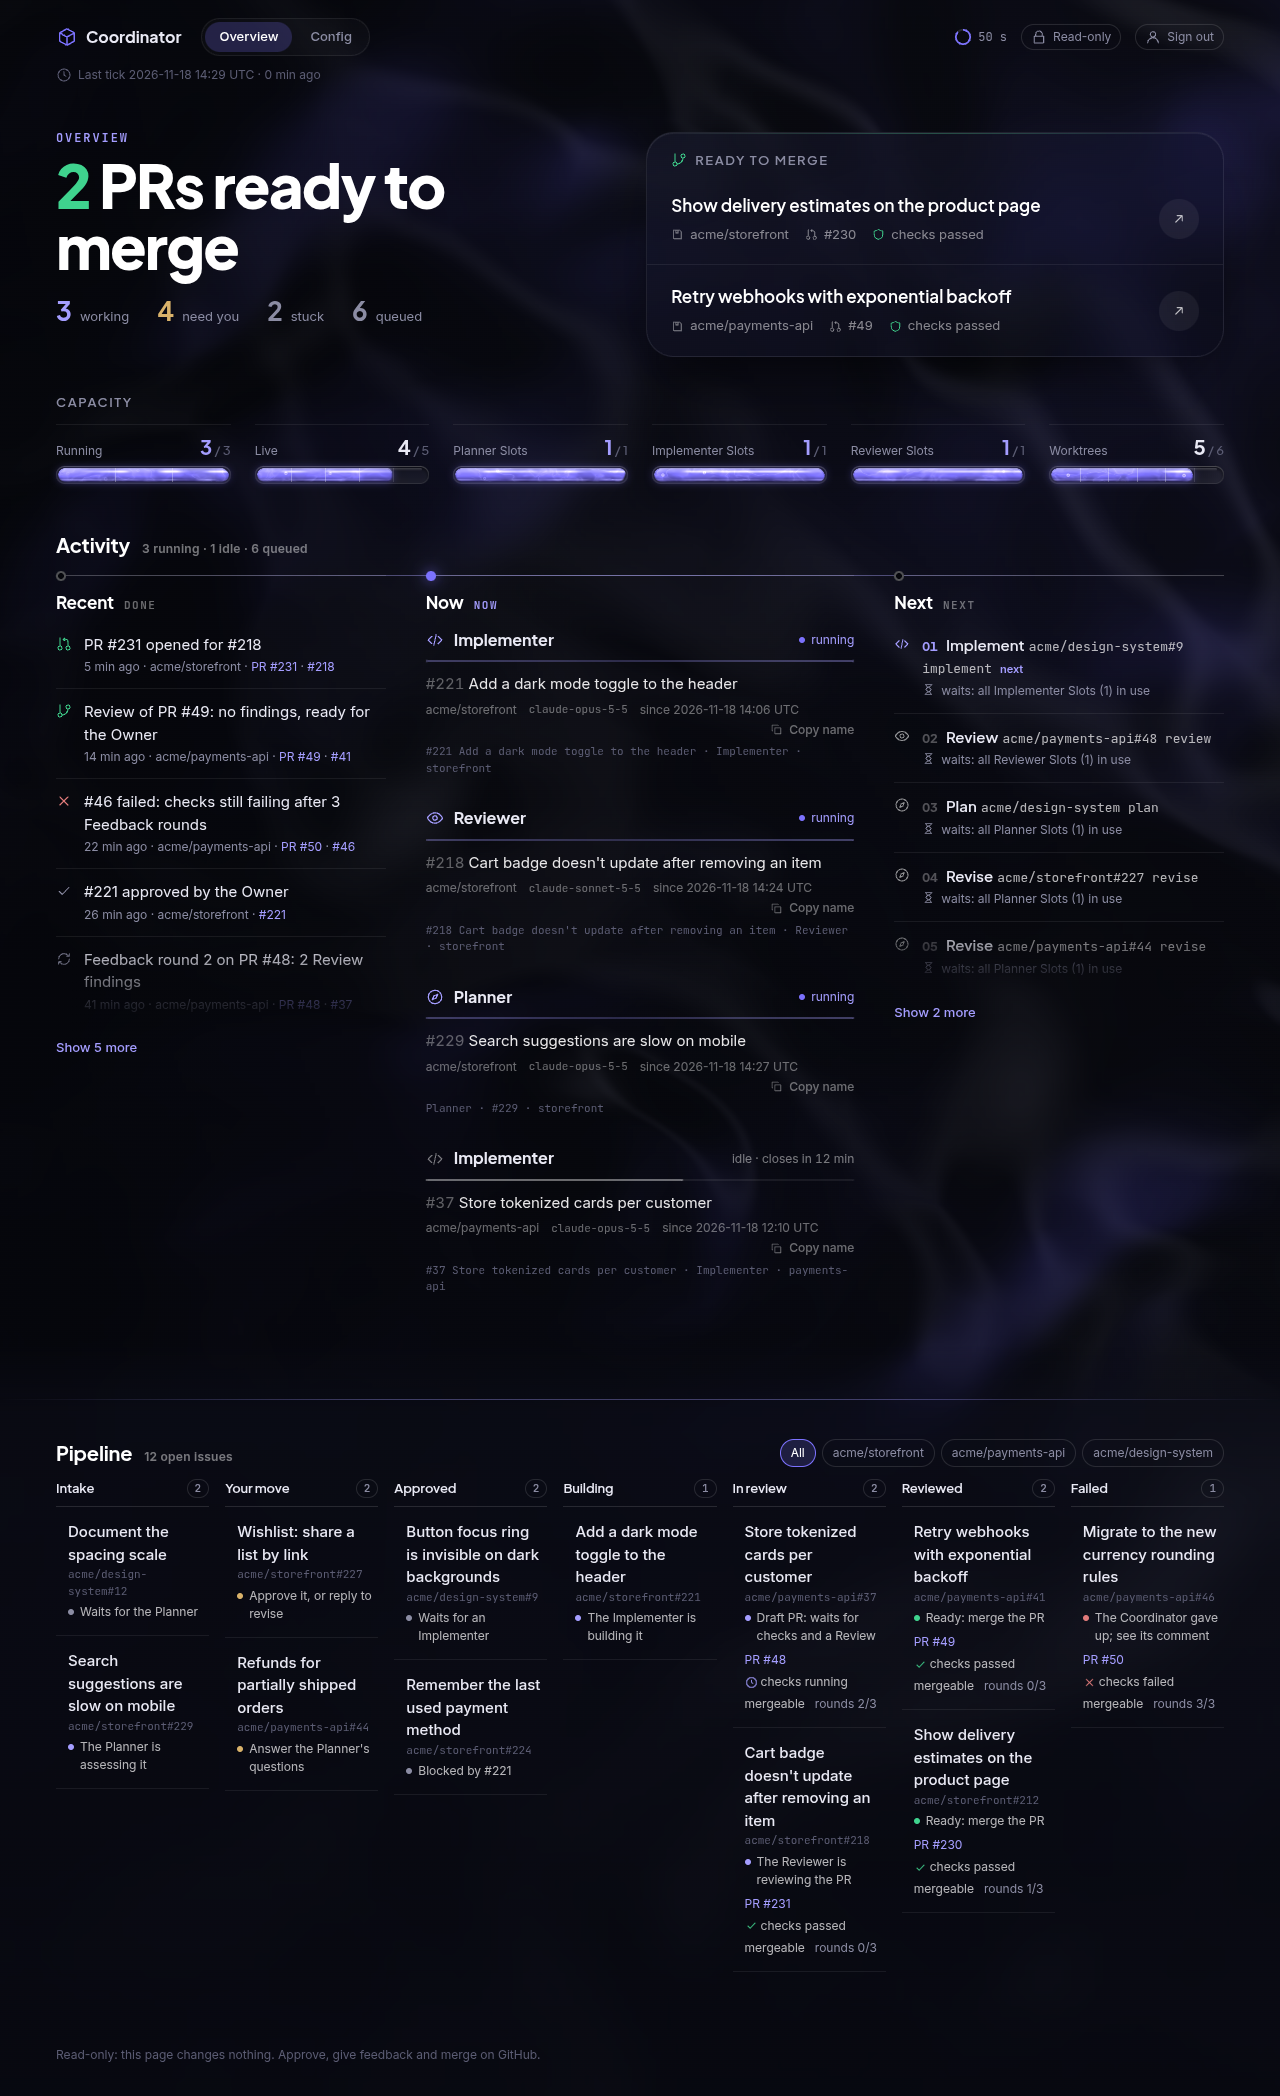 Coordinator
Overview
Config
50 s
Read-only
Sign out
Last tick 2026-11-18 14:29 UTC · 0 min ago
OVERVIEW
2 PRs ready to
merge
3 working
4 need you
2 stuck
6 queued
READY TO MERGE
Show delivery estimates on the product page
acme/storefront #230 checks passed
Retry webhooks with exponential backoff
acme/payments-api #49 checks passed
CAPACITY
Running 3/3
Live 4/5
Planner Slots 1/1
Implementer Slots 1/1
Reviewer Slots 1/1
Worktrees 5/6
Activity 3 running · 1 idle · 6 queued
Recent DONE
PR #231 opened for #218
5 min ago · acme/storefront · PR #231 · #218
Review of PR #49: no findings, ready for
the Owner
14 min ago · acme/payments-api · PR #49 · #41
#46 failed: checks still failing after 3
Feedback rounds
22 min ago · acme/payments-api · PR #50 · #46
#221 approved by the Owner
26 min ago · acme/storefront · #221
Feedback round 2 on PR #48: 2 Review
findings
41 min ago · acme/payments-api · PR #48 · #37
Show 5 more
Now NOW
Implementer running
#221 Add a dark mode toggle to the header
acme/storefront claude-opus-5-5 since 2026-11-18 14:06 UTC
Copy name
#221 Add a dark mode toggle to the header · Implementer ·
storefront
Reviewer running
#218 Cart badge doesn't update after removing an item
acme/storefront claude-sonnet-5-5 since 2026-11-18 14:24 UTC
Copy name
#218 Cart badge doesn't update after removing an item · Reviewer
· storefront
Planner running
#229 Search suggestions are slow on mobile
acme/storefront claude-opus-5-5 since 2026-11-18 14:27 UTC
Copy name
Planner · #229 · storefront
Implementer idle · closes in 12 min
#37 Store tokenized cards per customer
acme/payments-api claude-opus-5-5 since 2026-11-18 12:10 UTC
Copy name
#37 Store tokenized cards per customer · Implementer · payments-
api
Next NEXT
01 Implement acme/design-system#9
implement next
waits: all Implementer Slots (1) in use
02 Review acme/payments-api#48 review
waits: all Reviewer Slots (1) in use
03 Plan acme/design-system plan
waits: all Planner Slots (1) in use
04 Revise acme/storefront#227 revise
waits: all Planner Slots (1) in use
05 Revise acme/payments-api#44 revise
waits: all Planner Slots (1) in use
Show 2 more
Pipeline 12 open issues
All
acme/storefront
acme/payments-api
acme/design-system
Intake 2
Document the
spacing scale
acme/design-
system#12
Waits for the Planner
Search
suggestions are
slow on mobile
acme/storefront#229
The Planner is
assessing it
Your move 2
Wishlist: share a
list by link
acme/storefront#227
Approve it, or reply to
revise
Refunds for
partially shipped
orders
acme/payments-api#44
Answer the Planner's
questions
Approved 2
Button focus ring
is invisible on dark
backgrounds
acme/design-system#9
Waits for an
Implementer
Remember the last
used payment
method
acme/storefront#224
Blocked by #221
Building 1
Add a dark mode
toggle to the
header
acme/storefront#221
The Implementer is
building it
In review 2
Store tokenized
cards per
customer
acme/payments-api#37
Draft PR: waits for
checks and a Review
PR #48
checks running
mergeable rounds 2/3
Cart badge
doesn't update
after removing an
item
acme/storefront#218
The Reviewer is
reviewing the PR
PR #231
checks passed
mergeable rounds 0/3
Reviewed 2
Retry webhooks
with exponential
backoff
acme/payments-api#41
Ready: merge the PR
PR #49
checks passed
mergeable rounds 0/3
Show delivery
estimates on the
product page
acme/storefront#212
Ready: merge the PR
PR #230
checks passed
mergeable rounds 1/3
Failed 1
Migrate to the new
currency rounding
rules
acme/payments-api#46
The Coordinator gave
up; see its comment
PR #50
checks failed
mergeable rounds 3/3
Read-only: this page changes nothing. Approve, give feedback and merge on GitHub.